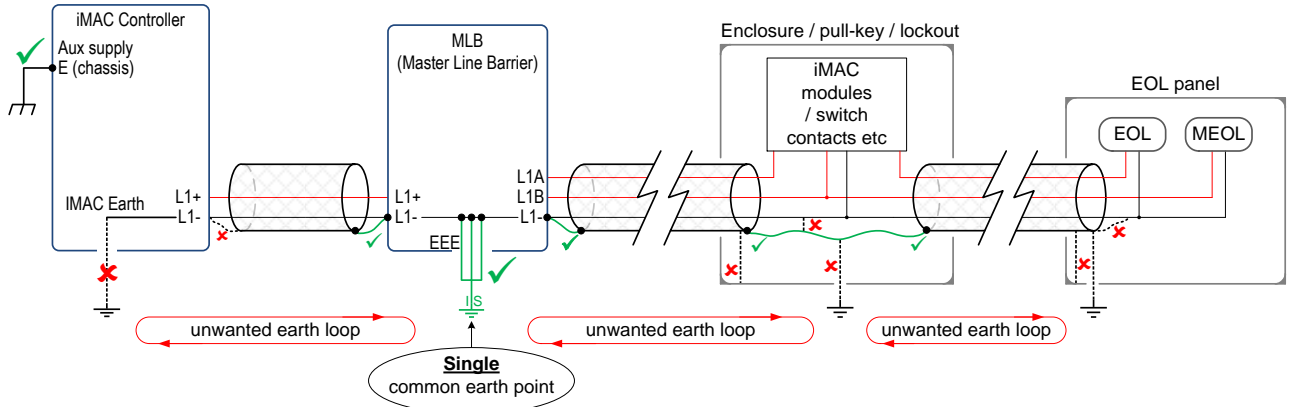 iMAC Controller
Aux supply
E (chassis)
IMAC Earth
L1+
L1-
MLB
(Master Line Barrier)
L1+
L1-
EEE
L1A
L1B
L1-
IS
Enclosure / pull-key / lockout
iMAC
modules
/ switch
contacts etc
EOL panel
EOL
MEOL
unwanted earth loop
unwanted earth loop
unwanted earth loop
Single
common earth point